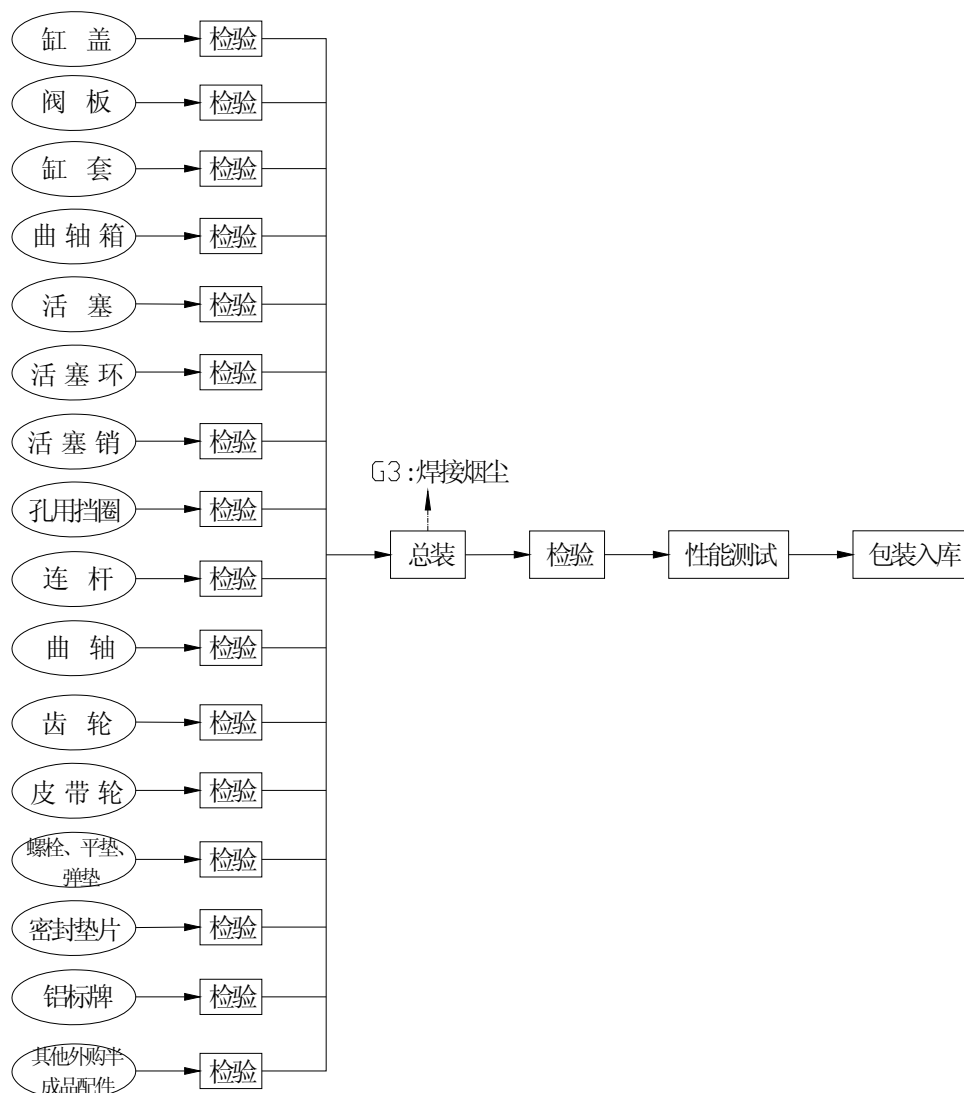 缸盖
检验
阀板
检验
缸套
检验
曲轴箱
检验
活塞
检验
活塞环
检验
活塞销
检验
G3:焊接烟尘
孔用挡圈
检验
总装
检验
性能测试
包装入库
连杆
检验
曲轴
检验
齿轮
检验
皮带轮
检验
螺栓、平垫、
弹垫
检验
密封垫片
检验
铝标牌
检验
其他外购半
成品配件
检验